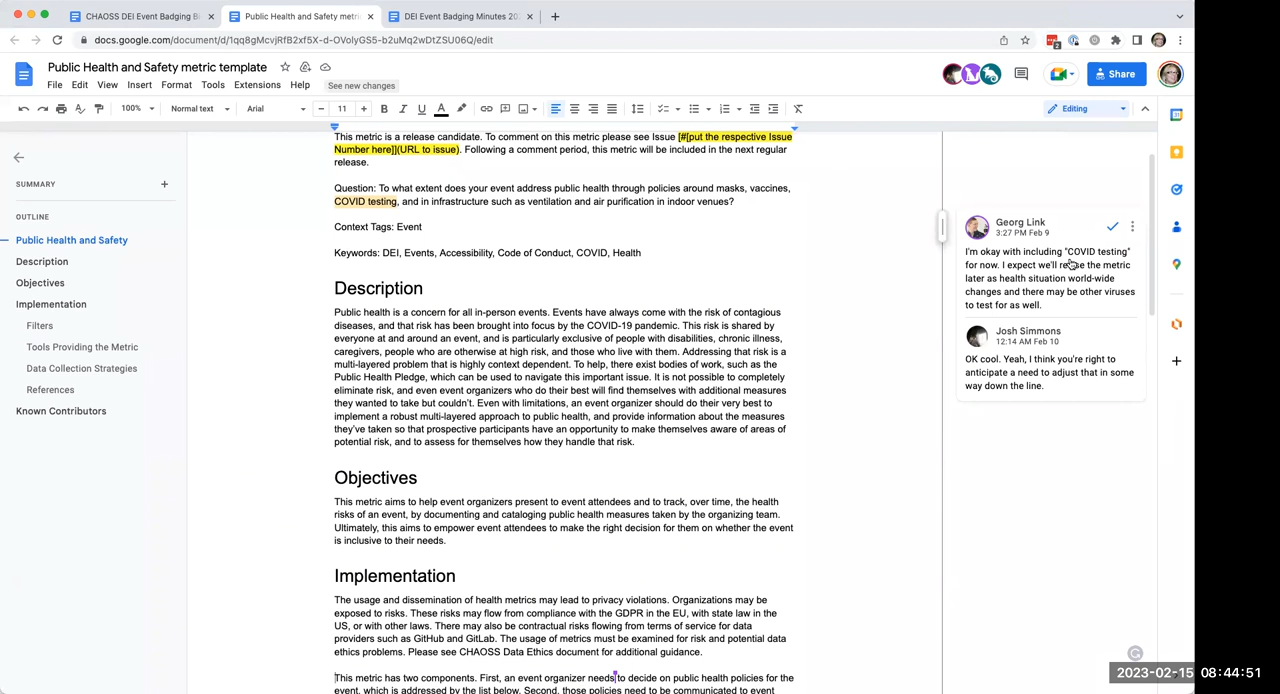 CHAOSS DEI Event Badging Bi
Public Health and Safety metri
DEI Event Badging Minutes 202
docs.google.com/document/d/1qq8gMcvjRfB2xf5X-d-OVolyGS5-b2uMq2wDtZSU06Q/edit
2
Public Health and Safety metric template
File Edit View Insert Format Tools Extensions Help See new changes
Share
100% Normal text Arial 11 B I U A Editing
31
SUMMARY
OUTLINE
Public Health and Safety
Description
Objectives
Implementation
Filters
Tools Providing the Metric
Data Collection Strategies
References
Known Contributors
This metric is a release candidate. To comment on this metric please see Issue [#[put the respective Issue
Number here]](URL to issue). Following a comment period, this metric will be included in the next regular
release.
Question: To what extent does your event address public health through policies around masks, vaccines,
COVID testing, and in infrastructure such as ventilation and air purification in indoor venues?
Context Tags: Event
Keywords: DEI, Events, Accessibility, Code of Conduct, COVID, Health
Description
Public health is a concern for all in-person events. Events have always come with the risk of contagious
diseases, and that risk has been brought into focus by the COVID-19 pandemic. This risk is shared by
everyone at and around an event, and is particularly exclusive of people with disabilities, chronic illness,
caregivers, people who are otherwise at high risk, and those who live with them. Addressing that risk is a
multi-layered problem that is highly context dependent. To help, there exist bodies of work, such as the
Public Health Pledge, which can be used to navigate this important issue. It is not possible to completely
eliminate risk, and even event organizers who do their best will find themselves with additional measures
they wanted to take but couldn't. Even with limitations, an event organizer should do their very best to
implement a robust multi-layered approach to public health, and provide information about the measures
they've taken so that prospective participants have an opportunity to make themselves aware of areas of
potential risk, and to assess for themselves how they handle that risk.
Objectives
This metric aims to help event organizers present to event attendees and to track, over time, the health
risks of an event, by documenting and cataloging public health measures taken by the organizing team.
Ultimately, this aims to empower event attendees to make the right decision for them on whether the event
is inclusive to their needs.
Implementation
The usage and dissemination of health metrics may lead to privacy violations. Organizations may be
exposed to risks. These risks may flow from compliance with the GDPR in the EU, with state law in the
US, or with other laws. There may also be contractual risks flowing from terms of service for data
providers such as GitHub and GitLab. The usage of metrics must be examined for risk and potential data
ethics problems. Please see CHAOSS Data Ethics document for additional guidance.
This metric has two components. First, an event organizer needs to decide on public health policies for the
event, which is addressed by the list below. Second, those policies need to be communicated to event
Georg Link
3:27 PM Feb 9
I'm okay with including "COVID testing"
for now. I expect we'll revise the metric
later as health situation world-wide
changes and there may be other viruses
to test for as well.
Josh Simmons
12:14 AM Feb 10
OK cool. Yeah, I think you're right to
anticipate a need to adjust that in some
way down the line.
2023-02-15 08:44:51